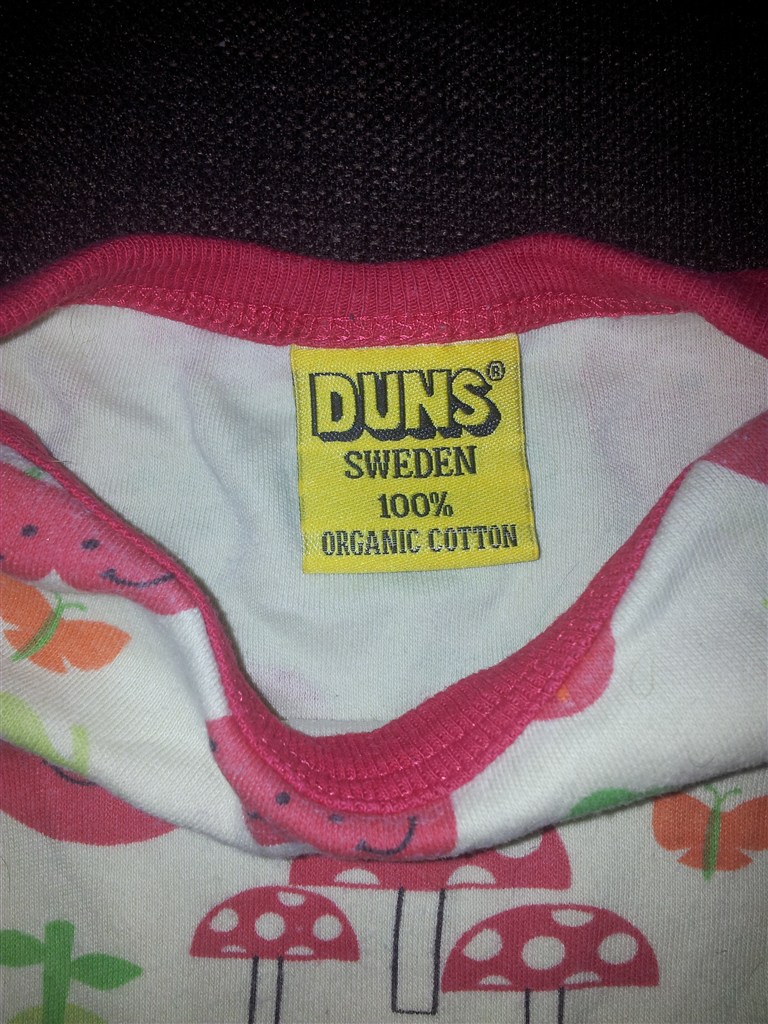 DUNS®
SWEDEN
100%
ORGANIC COTTON